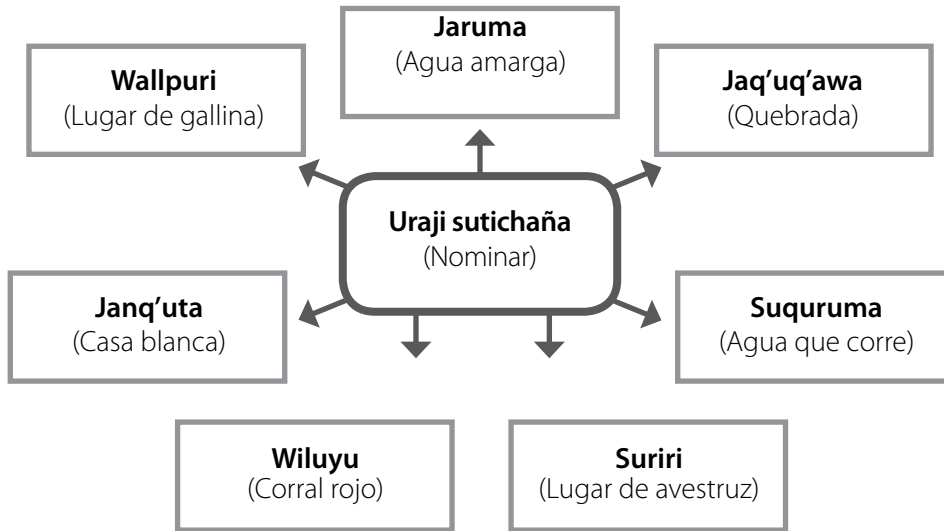 Jaruma
(Agua amarga)
Wallpuri
(Lugar de gallina)
Jaq’uq’awa
(Quebrada)
Uraji sutichaña
(Nominar)
Janq’uta
(Casa blanca)
Suquruma
(Agua que corre)
Wiluyu
(Corral rojo)
Suriri
(Lugar de avestruz)